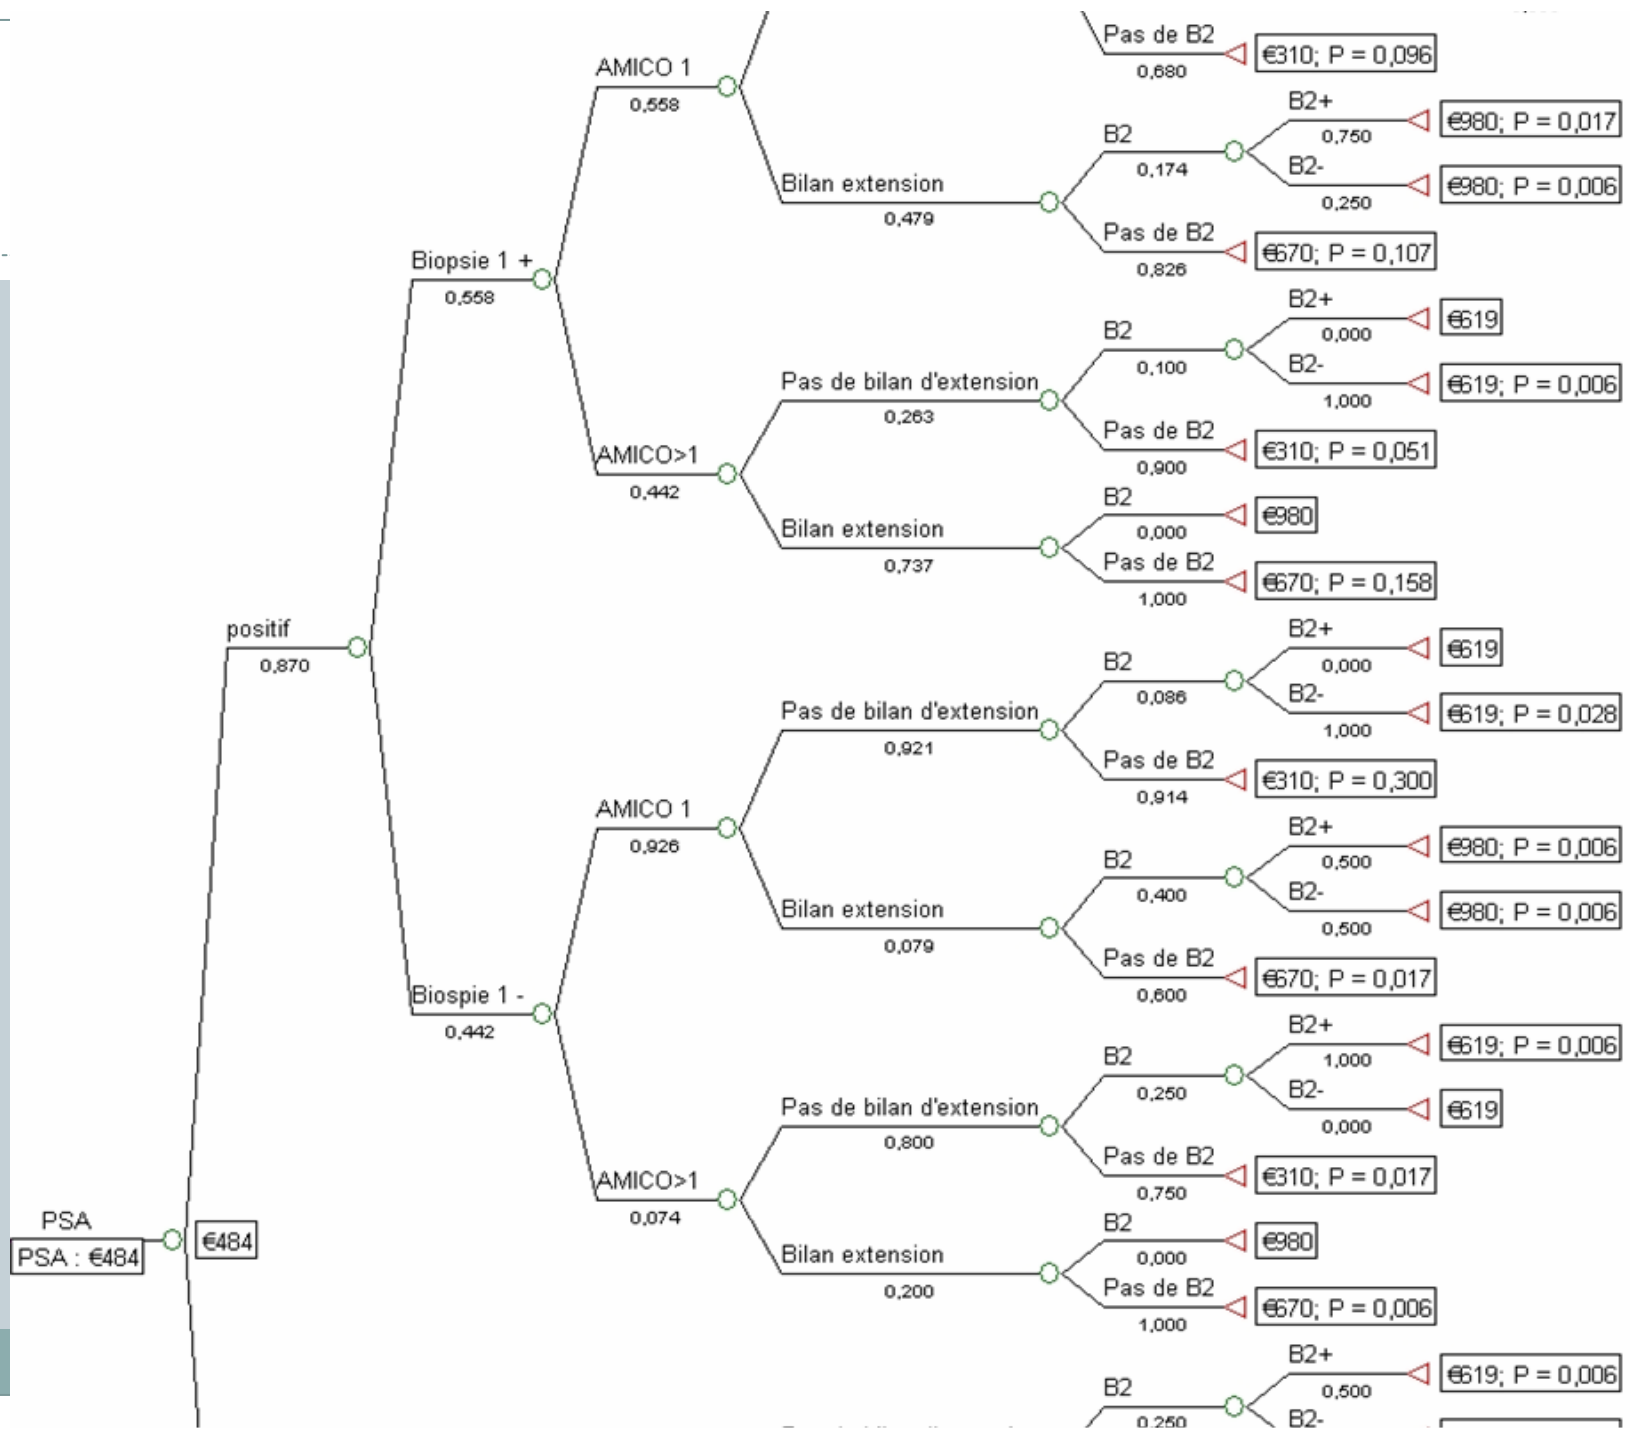 Pas de B2
0,680
€310; P = 0,096
AMICO 1
0,558
B2+
0,750
€980; P = 0,017
B2
0,174
B2-
0,250
€980; P = 0,006
Bilan extension
0,479
Pas de B2
0,826
€670; P = 0,107
Biopsie 1 +
0,558
B2+
0,000
€619
B2
0,100
B2-
1,000
€619; P = 0,006
Pas de bilan d'extension
0,263
Pas de B2
0,900
€310; P = 0,051
AMICO>1
0,442
B2
0,000
€980
Bilan extension
0,737
Pas de B2
1,000
€670; P = 0,158
positif
0,870
B2+
0,000
€619
B2
0,086
B2-
1,000
€619; P = 0,028
Pas de bilan d'extension
0,921
Pas de B2
0,914
€310; P = 0,300
AMICO 1
0,926
B2+
0,500
€980; P = 0,006
B2
0,400
B2-
0,500
€980; P = 0,006
Bilan extension
0,079
Pas de B2
0,600
€670; P = 0,017
Biospie 1 -
0,442
B2+
1,000
€619; P = 0,006
B2
0,250
B2-
0,000
€619
Pas de bilan d'extension
0,800
Pas de B2
0,750
€310; P = 0,017
AMICO>1
0,074
B2
0,000
€980
Bilan extension
0,200
Pas de B2
1,000
€670; P = 0,006
PSA
PSA : €484
€484
B2+
0,500
€619; P = 0,006
B2
0,250
B2-